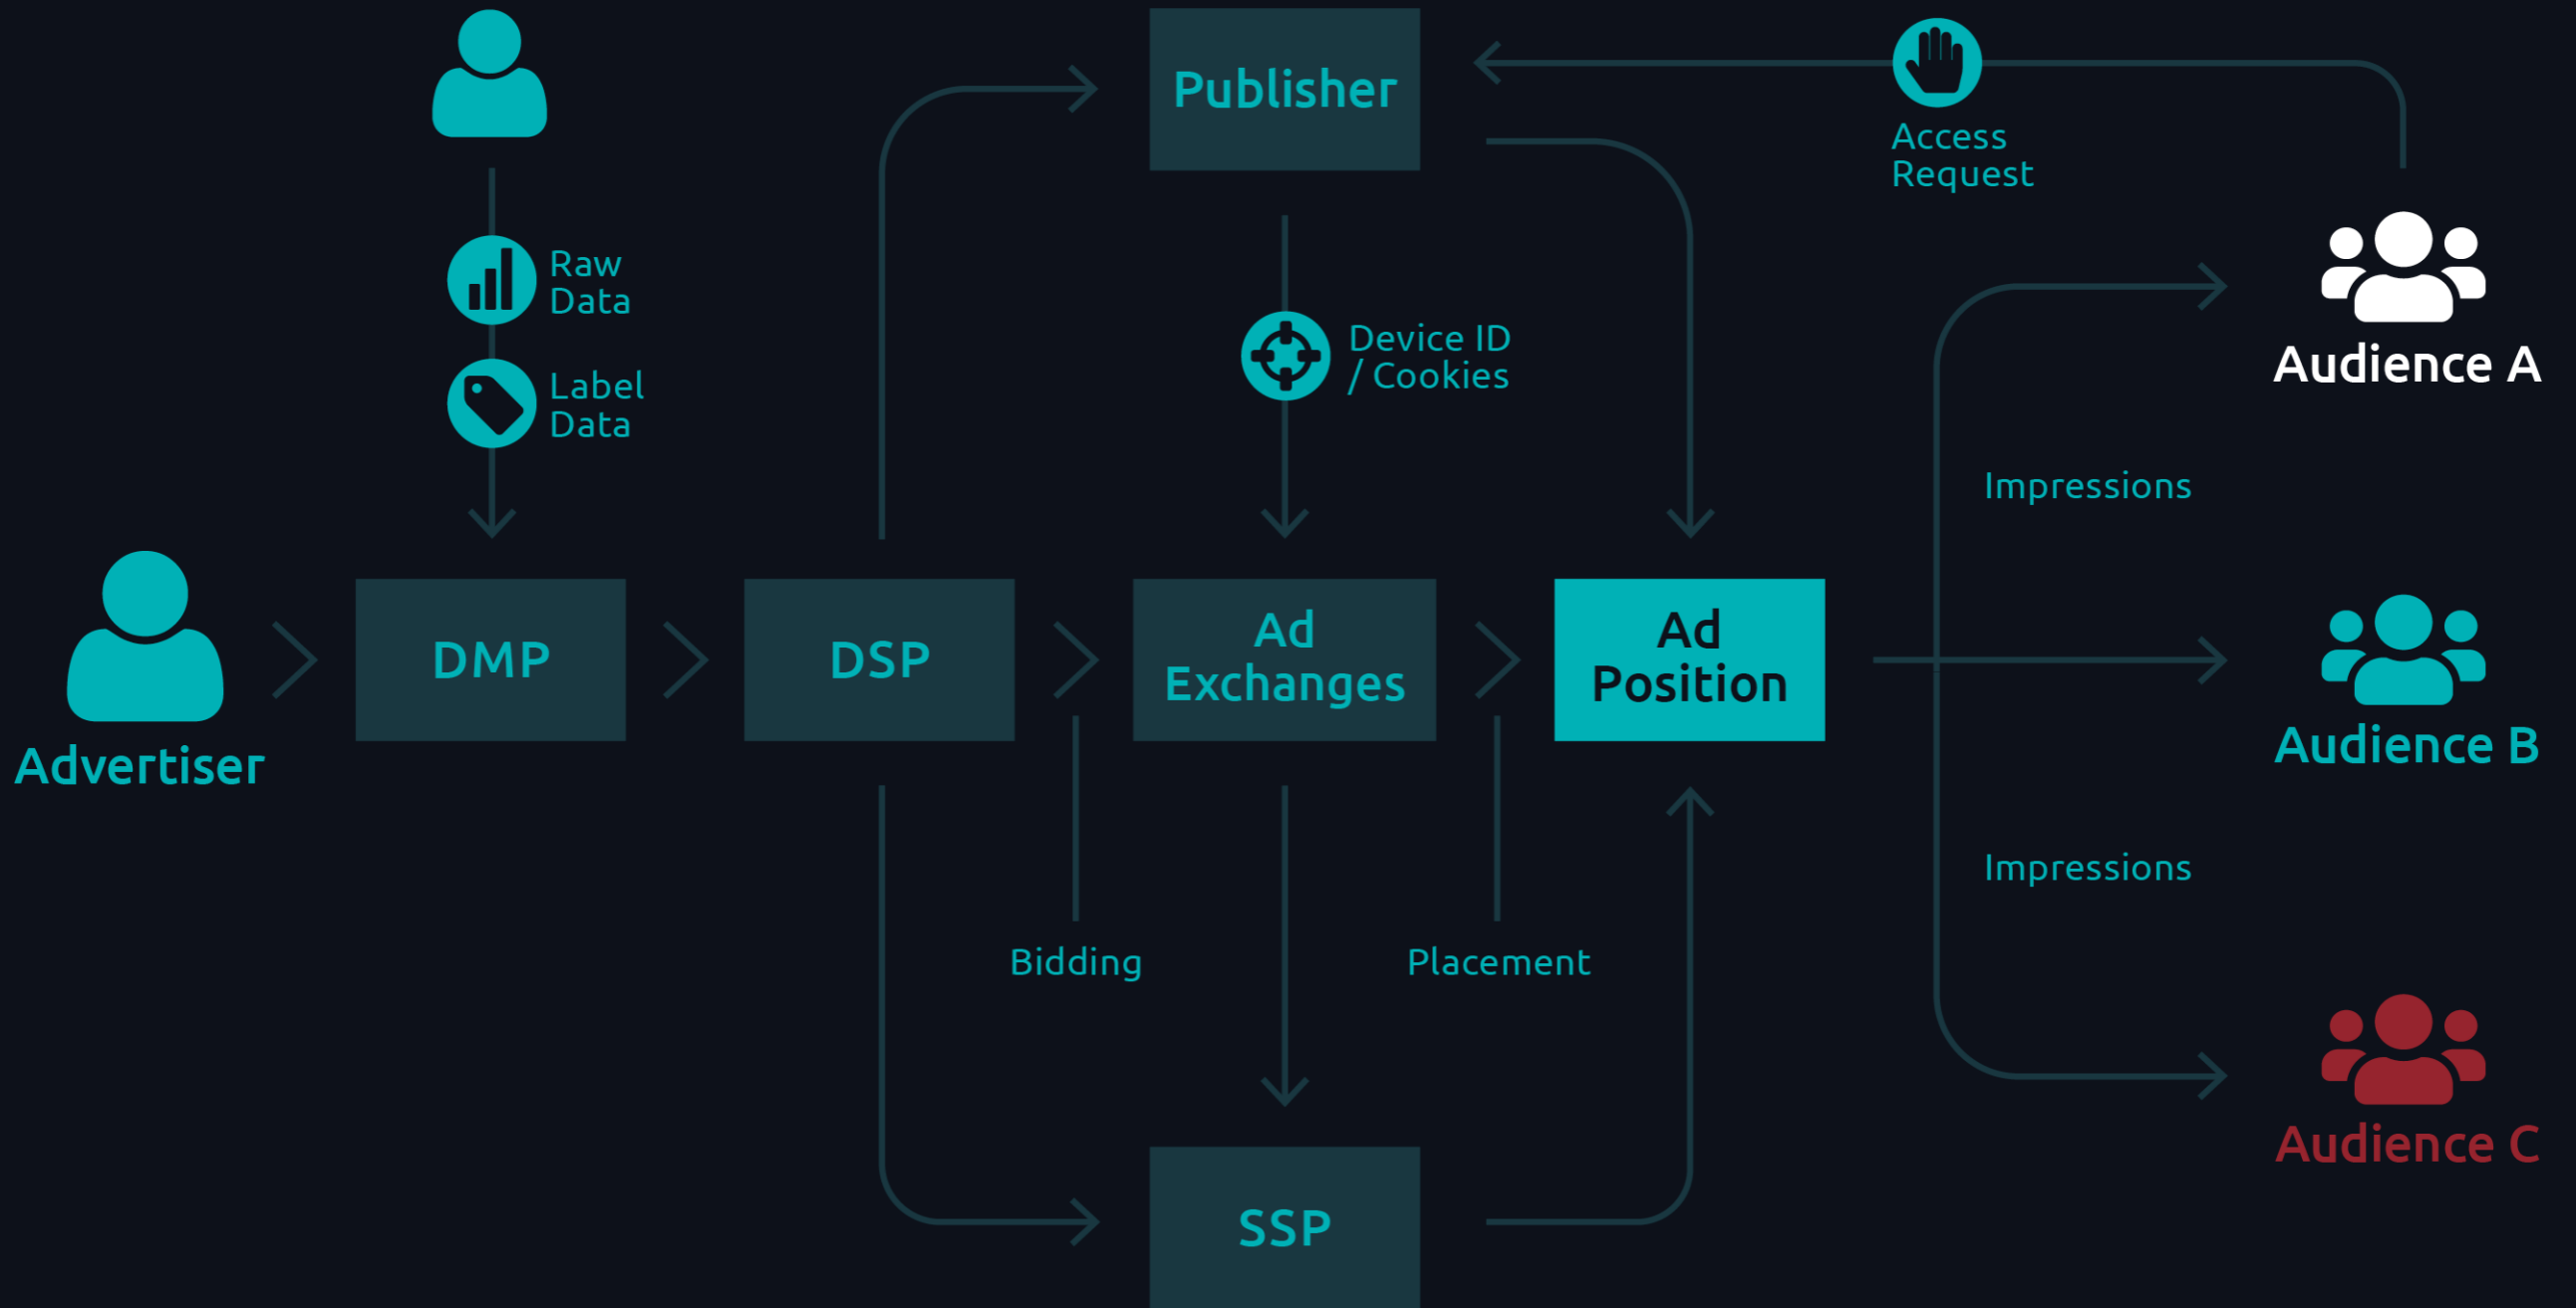 Publisher
Access
Request
Raw
Data
Label
Data
Device ID
/ Cookies
Audience A
Impressions
Advertiser
DMP
DSP
Ad
Exchanges
Ad
Position
Audience B
Impressions
Bidding
Placement
Audience C
SSP